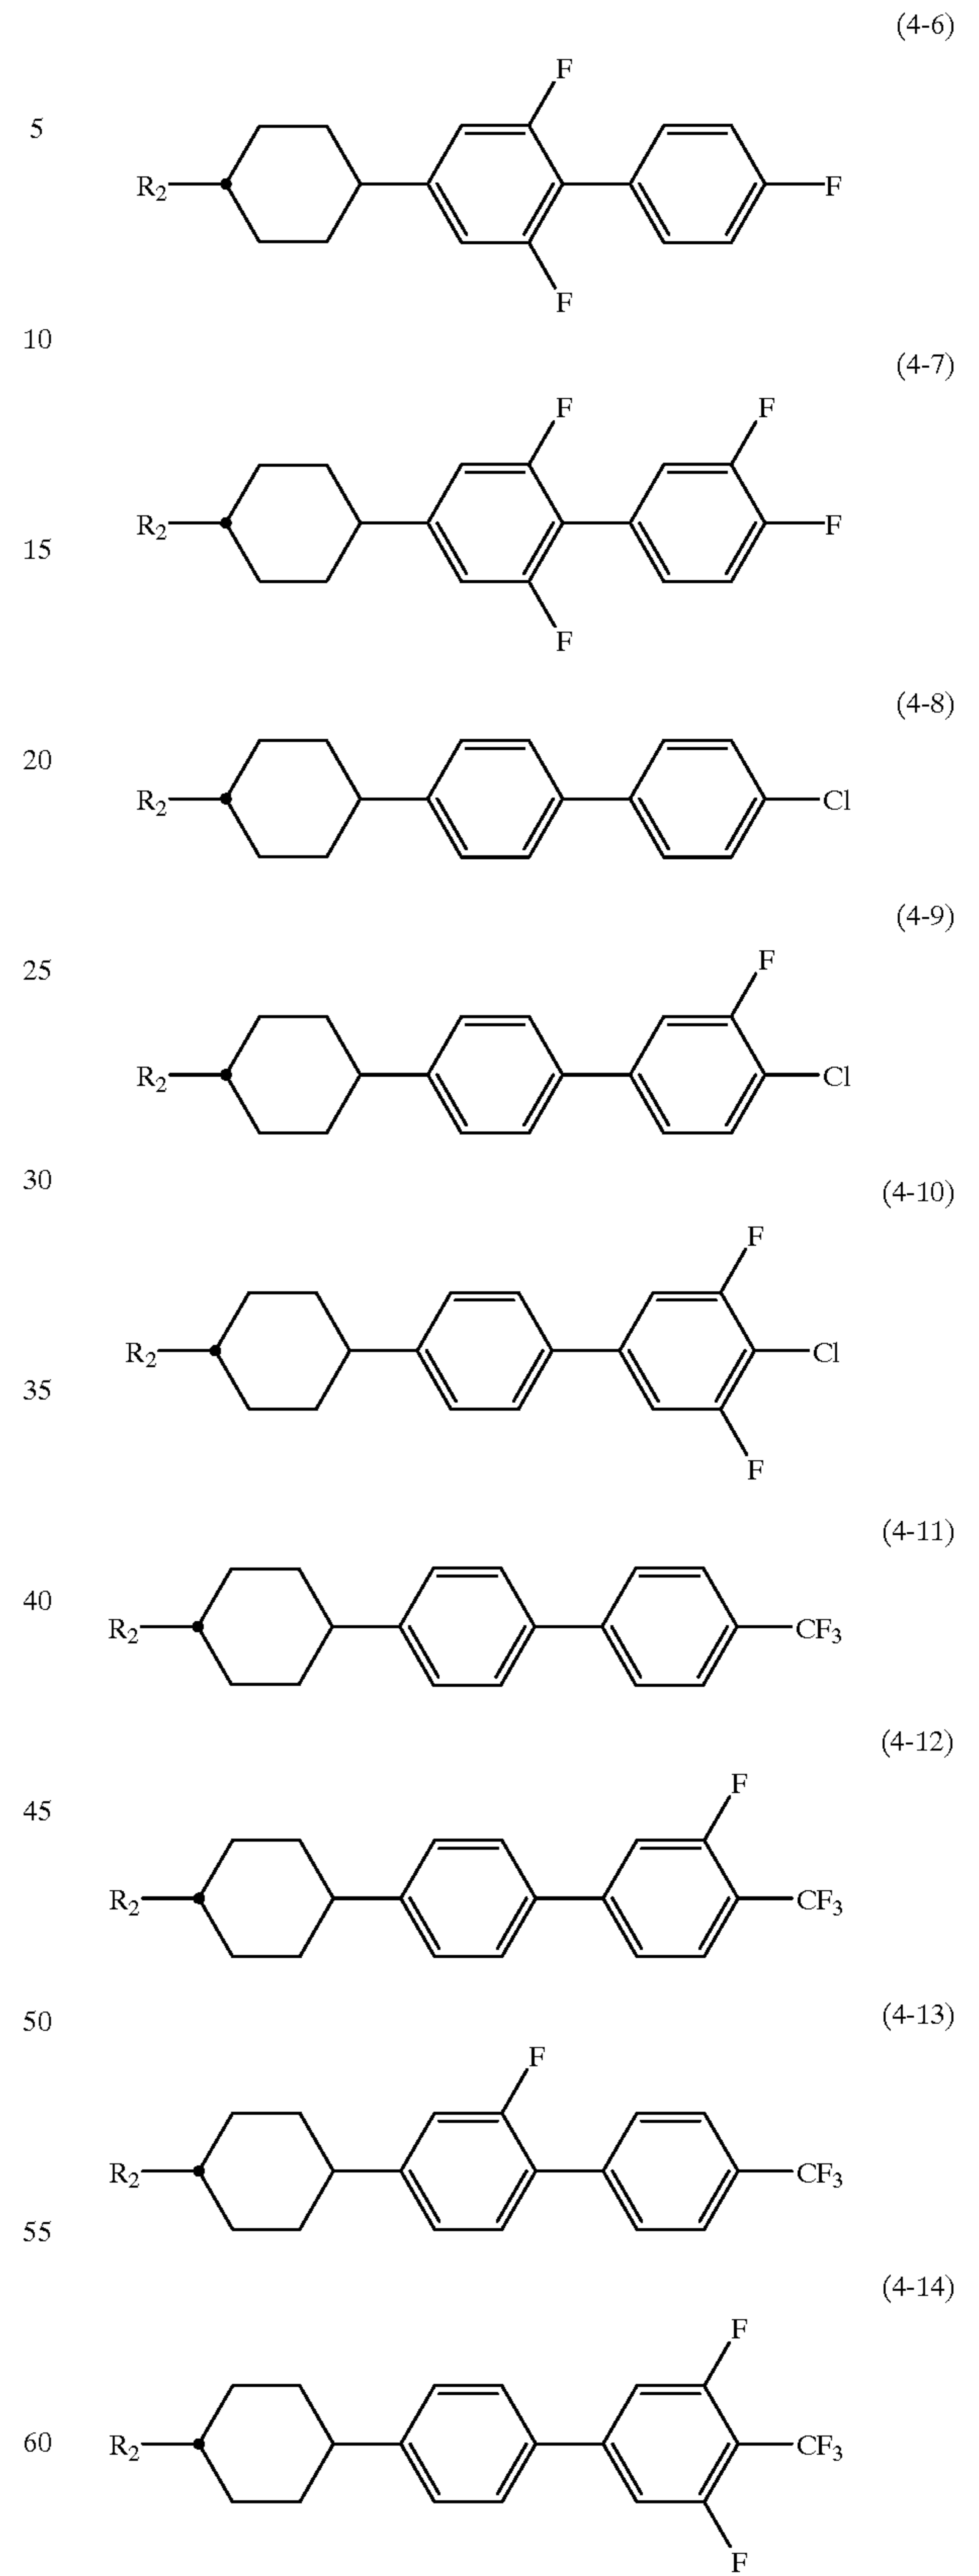 (4-6)
F
5
R₂ F
F
10
(4-7)
F F
R₂ F
15
F
(4-8)
20
R₂ Cl
(4-9)
F
25
R₂ Cl
30
(4-10)
F
R₂ Cl
35
F
(4-11)
40
R₂ CF₃
(4-12)
F
45
R₂ CF₃
50
(4-13)
F
R₂ CF₃
55
(4-14)
F
60
R₂ CF₃
F